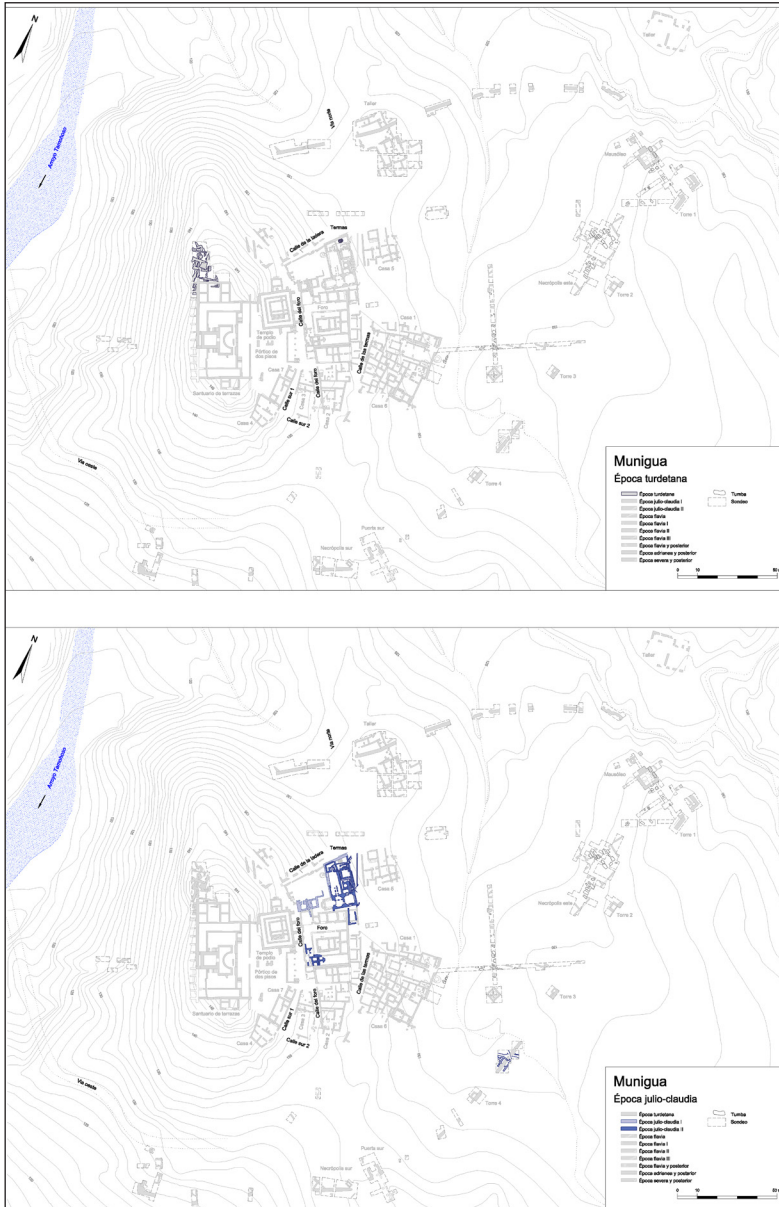 N
Arroyo Tamohoso
Taller
Vía norte
Taller
Mausoleo
Torre 1
Calle de la ladera
Termas
Casa 6
Necrópolis este
Torre 2
Templo de podio
Calle del foro
Foro
Casa 1
Pórtico de dos pisos
Calle de las termas
Casa 7
Torre 3
Santuario de terrazas
Calle sur 1
Casa 3
Calle del foro
Casa 2
Casa 4
Calle sur 2
Vía oeste
Torre 4
Puerta sur
Necrópolis sur
Munigua
Época turdetana
Época turdetana
Época julio-claudia I
Época julio-claudia II
Época flavia
Época flavia I
Época flavia II
Época flavia III
Época flavia y posterior
Época adrianea y posterior
Época severa y posterior
Tumba
Sondeo
0
10
N
Arroyo Tamohoso
Taller
Vía norte
Taller
Mausoleo
Torre 1
Calle de la ladera
Termas
Casa 6
Necrópolis este
Torre 2
Templo de podio
Calle del foro
Foro
Casa 1
Pórtico de dos pisos
Calle de las termas
Casa 7
Torre 3
Santuario de terrazas
Calle sur 1
Casa 3
Calle del foro
Casa 2
Casa 4
Calle sur 2
Vía oeste
Torre 4
Puerta sur
Necrópolis sur
Munigua
Época julio-claudia
Época turdetana
Época julio-claudia I
Época julio-claudia II
Época flavia
Época flavia I
Época flavia II
Época flavia III
Época flavia y posterior
Época adrianea y posterior
Época severa y posterior
Tumba
Sondeo
0
10